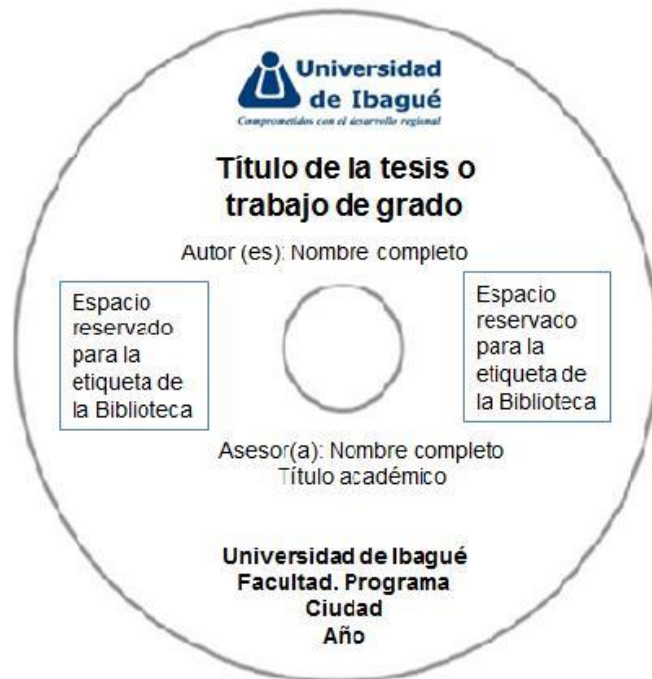 Universidad
de Ibagué
Comprometidos con el desarrollo regional
Título de la tesis o
trabajo de grado
Autor (es): Nombre completo
Espacio
reservado
para la
etiqueta de
la Biblioteca
Espacio
reservado
para la
etiqueta de
la Biblioteca
Asesor(a): Nombre completo
Título académico
Universidad de Ibagué
Facultad. Programa
Ciudad
Año